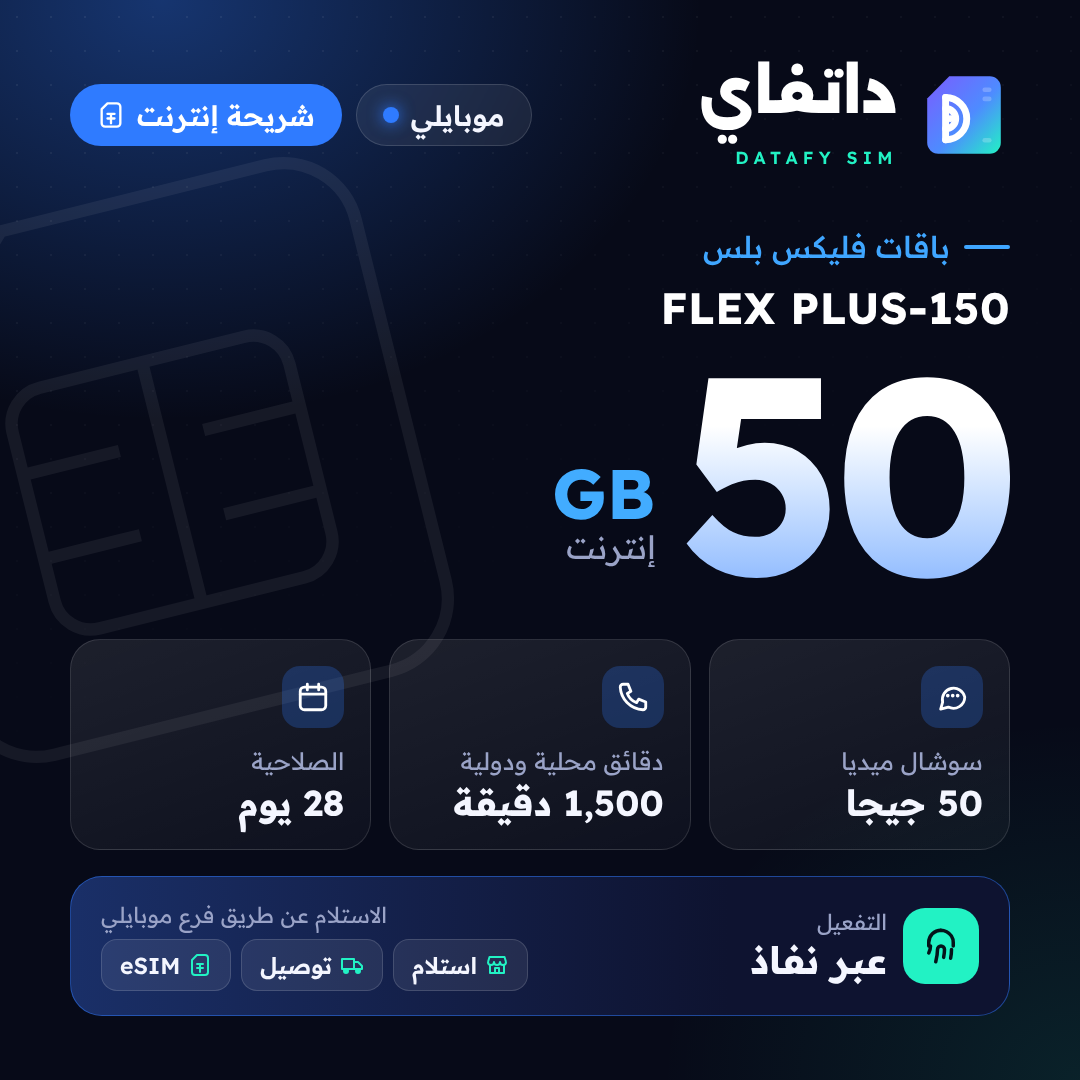 داتفاي
DATAFY SIM
موبايلي
شريحة إنترنت
باقات فليكس بلس
FLEX PLUS-150
50
GB
إنترنت
سوشال ميديا
50 جيجا
دقائق محلية ودولية
1,500 دقيقة
الصلاحية
28 يوم
التفعيل
عبر نفاذ
الاستلام عن طريق فرع موبايلي
استلام
توصيل
eSIM